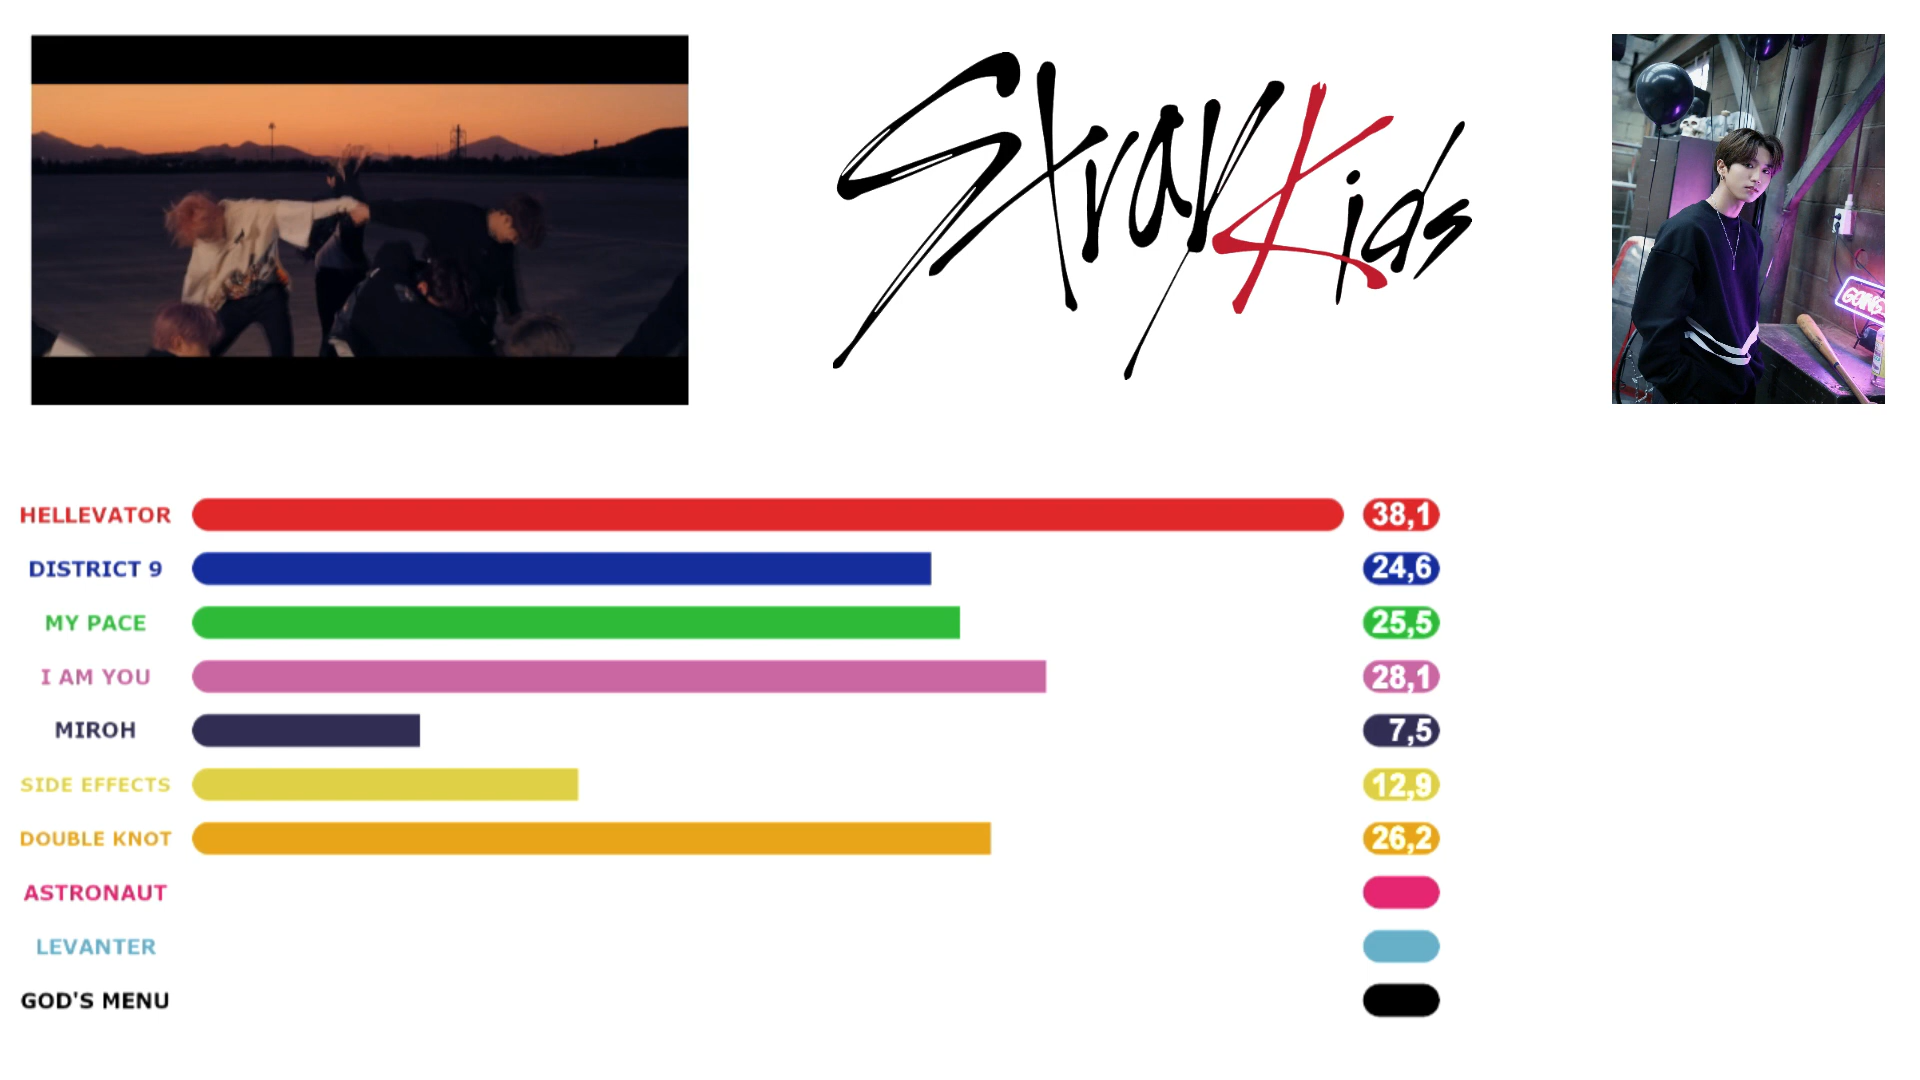 Stray Kids
HELLEVATOR 38,1
DISTRICT 9 24,6
MY PACE 25,5
I AM YOU 28,1
MIROH 7,5
SIDE EFFECTS 12,9
DOUBLE KNOT 26,2
ASTRONAUT
LEVANTER
GOD'S MENU